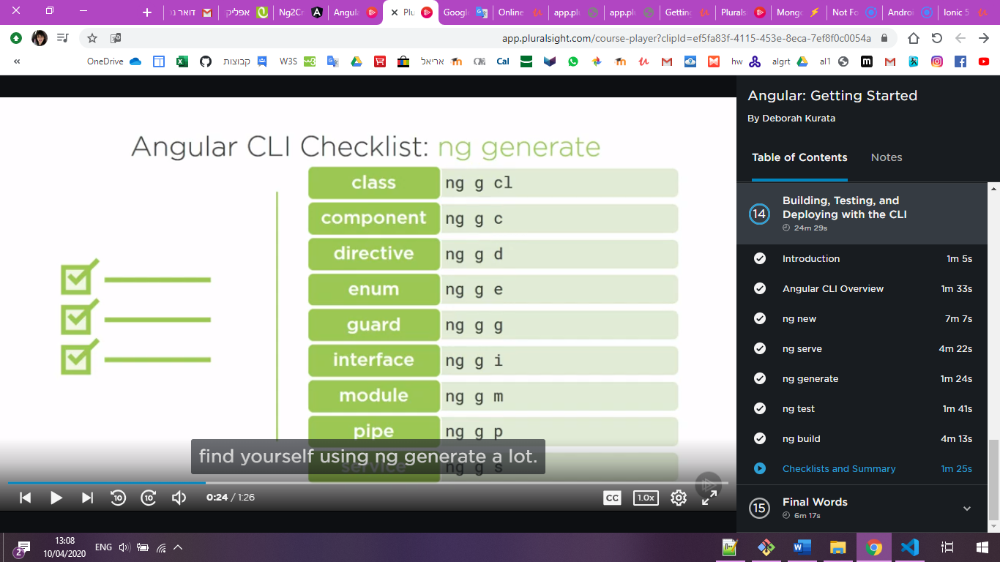 Plu
Angula
Ng2Cr
אפליק
דואר נכ
Googl
Online
app.plu
app.plu
Getting
Plurals
Mongo
Not Fo
Androi
Ionic 5
app.pluralsight.com/course-player?clipId=ef5fa83f-4115-453e-8eca-7ef8f0c0054a
«
OneDrive
קבוצות
W3S
אריאל
Cal
hw
algrt
al1
Angular CLI Checklist: ng generate
class ng g cl
component ng g c
directive ng g d
enum ng g e
guard ng g g
interface ng g i
module ng g m
pipe ng g p
service ng g s
find yourself using ng generate a lot.
10
10
0:24 / 1:26
CC
1.0x
Angular: Getting Started
By Deborah Kurata
Table of Contents
Notes
14
Building, Testing, and
Deploying with the CLI
24m 29s
Introduction 1m 5s
Angular CLI Overview 1m 33s
ng new 7m 7s
ng serve 4m 22s
ng generate 1m 24s
ng test 1m 41s
ng build 4m 13s
Checklists and Summary 1m 25s
15
Final Words
6m 17s
2
13:08
10/04/2020
ENG